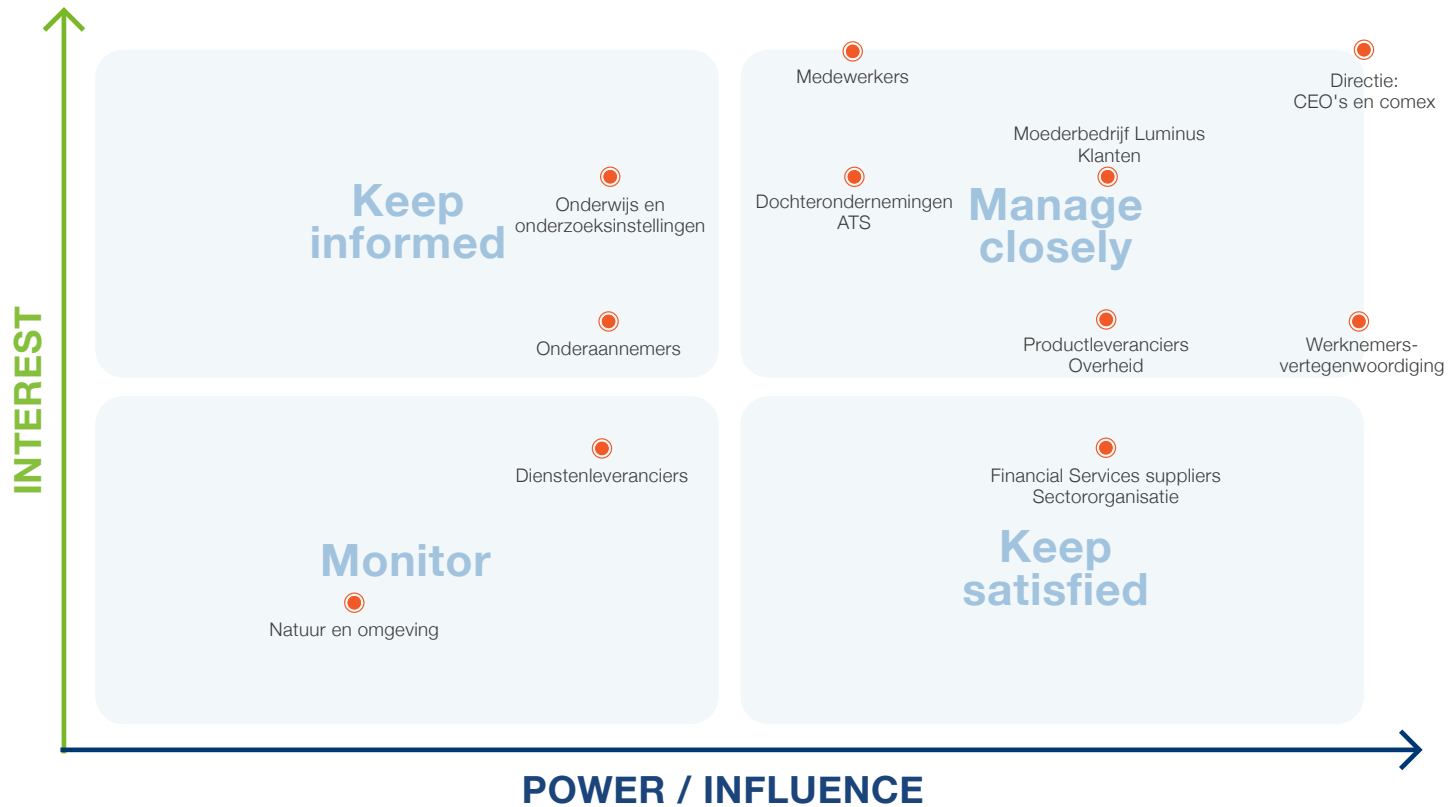 INTEREST
Medewerkers
Directie:
CEO's en comex
Moederbedrijf Luminus
Klanten
Keep
informed
Onderwijs en
onderzoeksinstellingen
Dochterondernemingen
ATS
Manage
closely
Onderaannemers
Productleveranciers
Overheid
Werknemers-
vertegenwoordiging
Dienstenleveranciers
Financial Services suppliers
Sectororganisatie
Monitor
Keep
satisfied
Natuur en omgeving
POWER / INFLUENCE